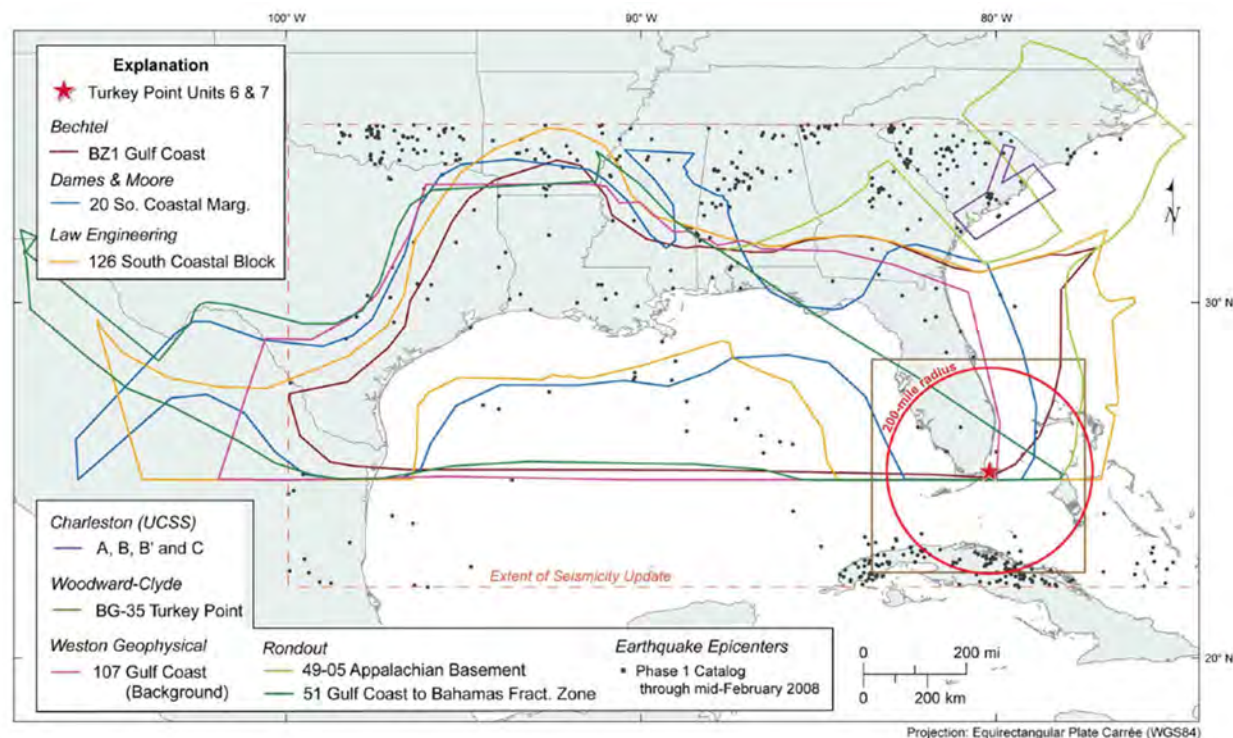 100° W
90° W
80° W
Explanation
Turkey Point Units 6 & 7
Bechtel
BZ1 Gulf Coast
Dames & Moore
20 So. Coastal Marg.
Law Engineering
126 South Coastal Block
N
30° N
200-mile radius
Charleston (UCSS)
A, B, B' and C
Woodward-Clyde
BG-35 Turkey Point
Weston Geophysical
107 Gulf Coast
(Background)
Extent of Seismicity Update
Rondout
49-05 Appalachian Basement
51 Gulf Coast to Bahamas Fract. Zone
Earthquake Epicenters
Phase 1 Catalog
through mid-February 2008
0 200 mi
0 200 km
20° N
Projection: Equirectangular Plate Carrée (WGS84)